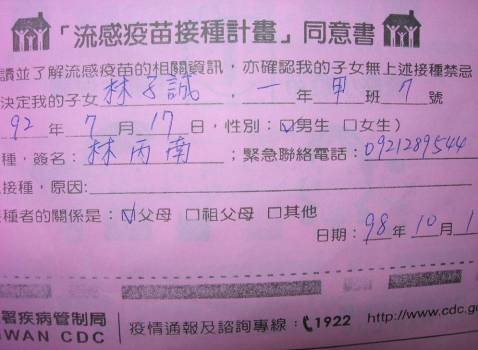 「流感疫苗接種計畫」同意書
讀並了解流感疫苗的相關資訊，亦確認我的子女無上述接種禁忌
決定我的子女 林子誠 ，一年 甲 班 7 號
92 年 7 月 17 日，性別：☑男生 □女生）
種，簽名：林丙南 ；緊急聯絡電話：0921289544
接種，原因:
種者的關係是：☑父母 □祖父母 □其他
日期：98 年 10 月 1
署疾病管制局
WAN CDC
疫情通報及諮詢專線：1922 http://www.cdc.g